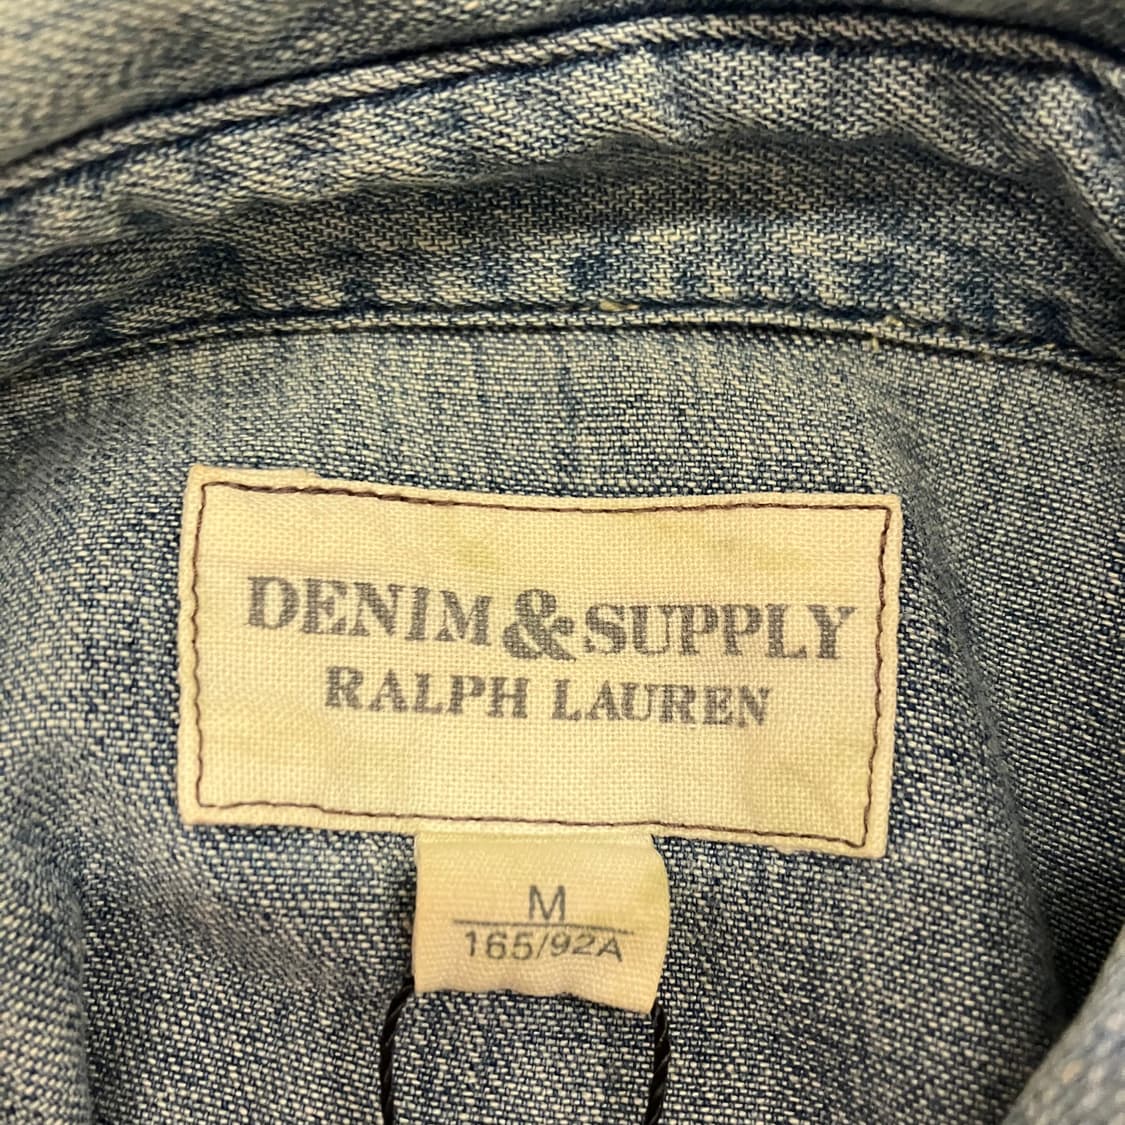 DENIM & SUPPLY
RALPH LAUREN
M
165/92A